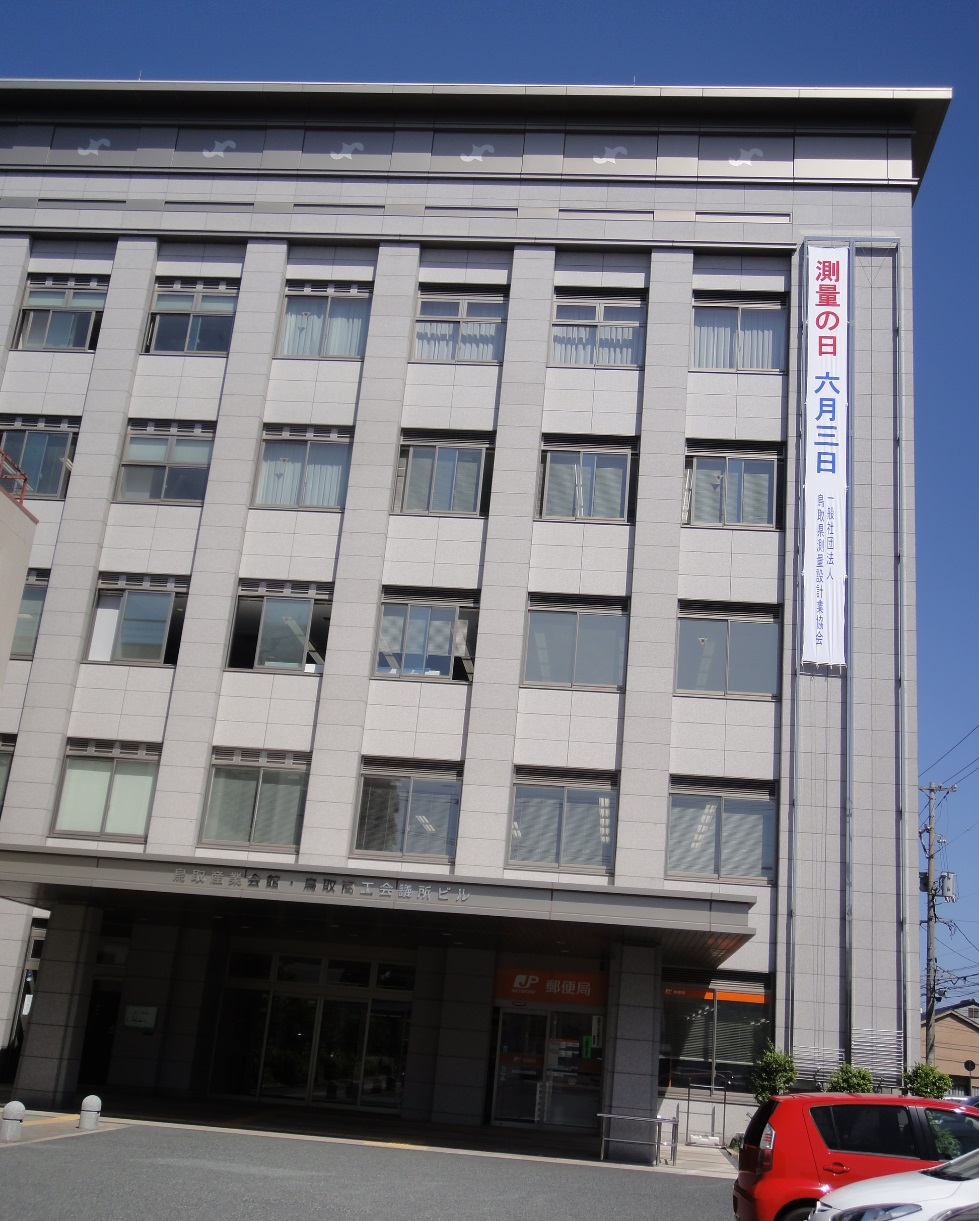 測量の日 六月三日
一般社団法人
鳥取県測量設計業協会
鳥取産業会館・鳥取商工会議所ビル
JP
郵便局